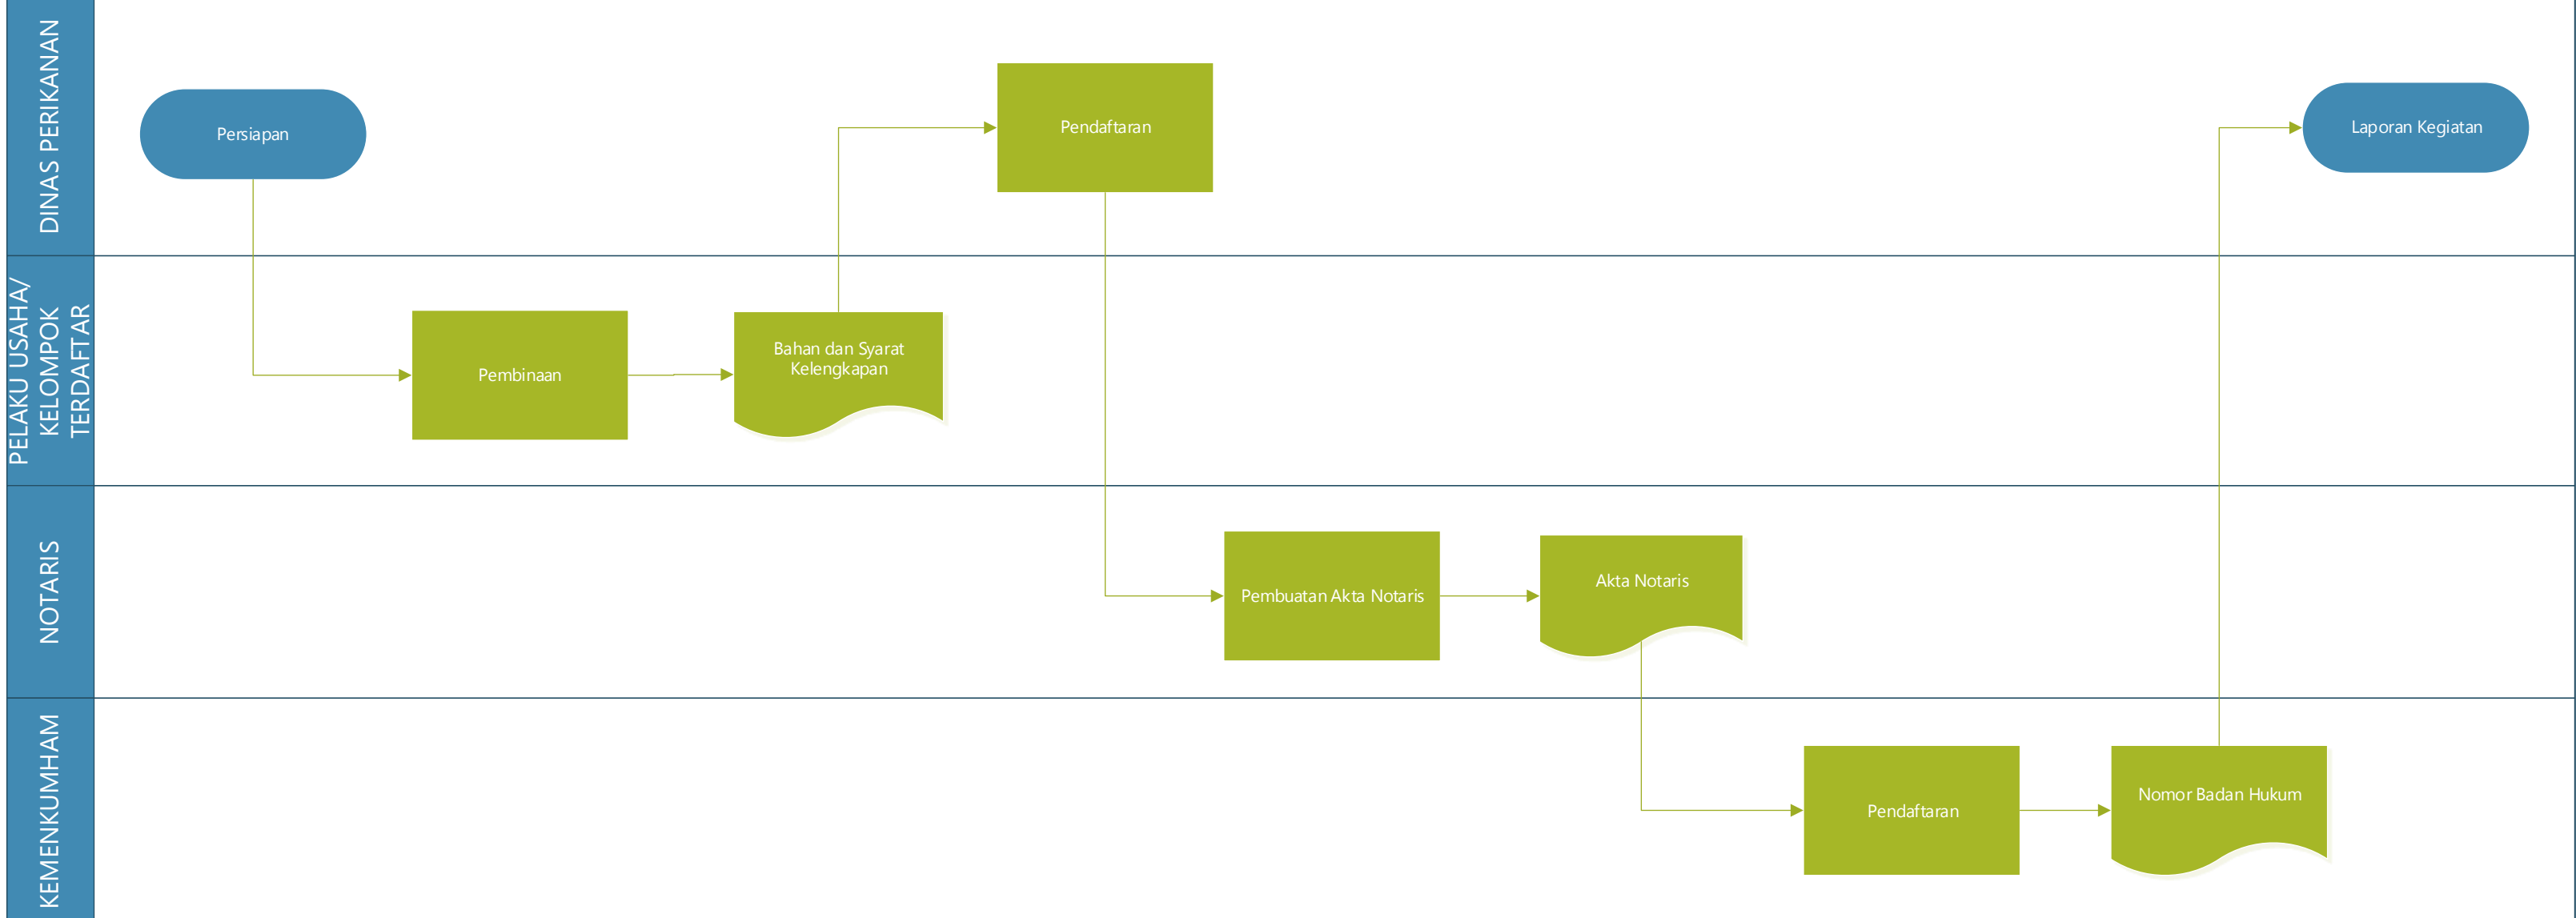 DINAS PERIKANAN
Persiapan
Pendaftaran
Laporan Kegiatan
PELAKU USAHA/
KELOMPOK
TERDAFTAR
Pembinaan
Bahan dan Syarat
Kelengkapan
NOTARIS
Pembuatan Akta Notaris
Akta Notaris
KEMENKUMHAM
Pendaftaran
Nomor Badan Hukum